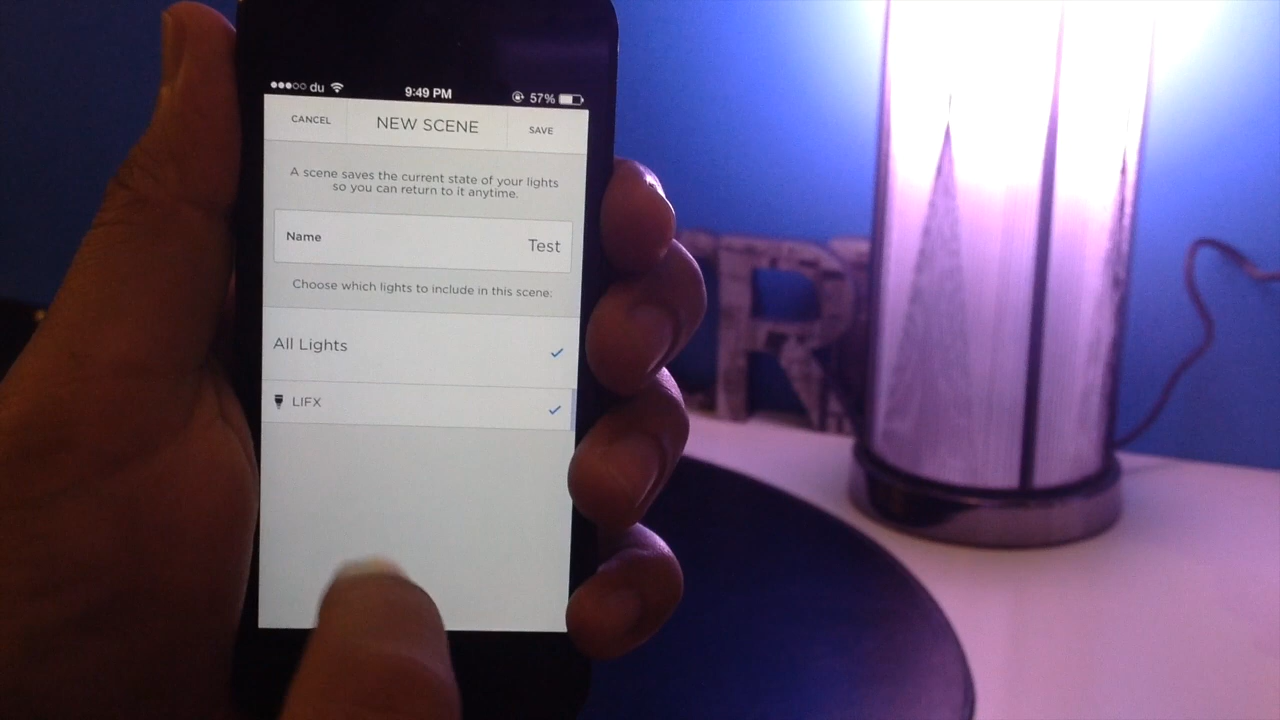 du 9:49 PM 57%
CANCEL NEW SCENE SAVE
A scene saves the current state of your lights
so you can return to it anytime.
Name Test
Choose which lights to include in this scene:
All Lights
LIFX
R